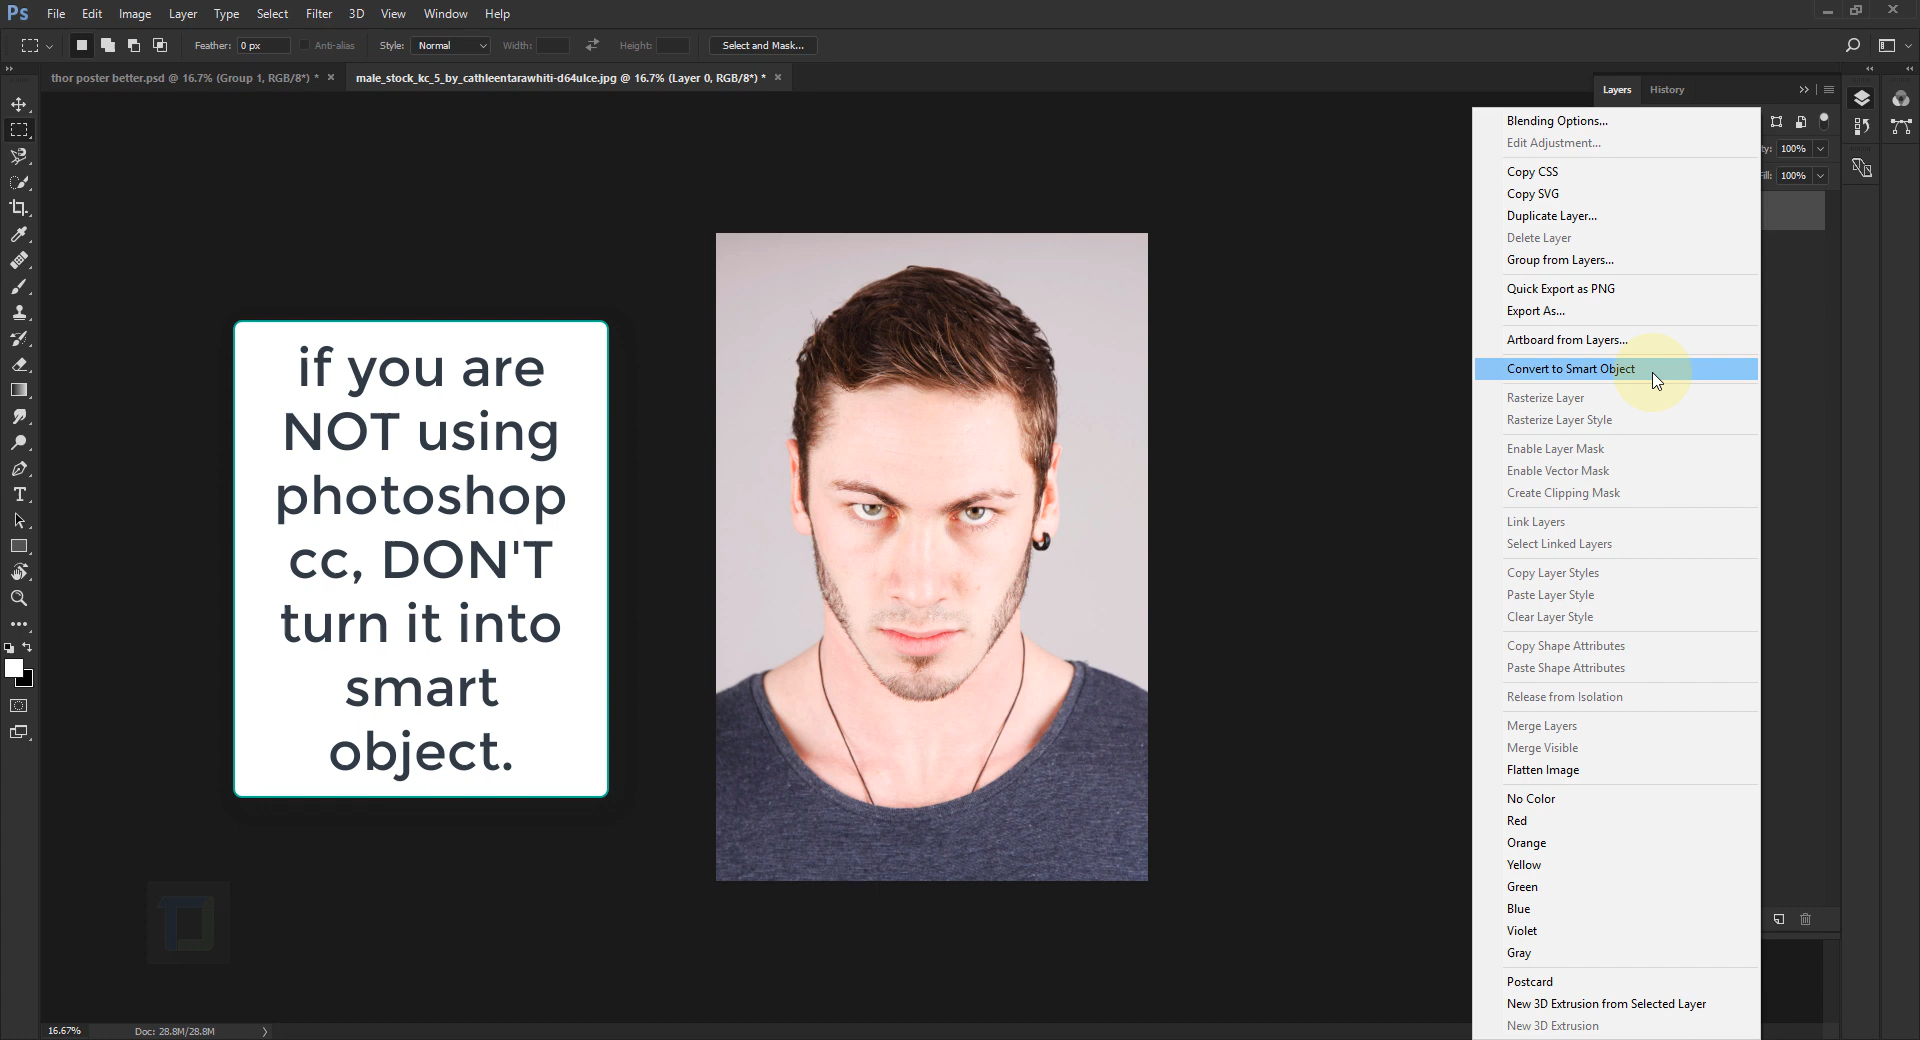 Ps File Edit Image Layer Type Select Filter 3D View Window Help
Feather: 0 px Anti-alias Style: Normal Width: Height: Select and Mask...
thor poster better.psd @ 16.7% (Group 1, RGB/8*) * × male_stock_kc_5_by_cathleentarawhiti-d64ulce.jpg @ 16.7% (Layer 0, RGB/8*) * ×
Layers History
100%
100%
Blending Options...
Edit Adjustment...
Copy CSS
Copy SVG
Duplicate Layer...
Delete Layer
Group from Layers...
Quick Export as PNG
Export As...
Artboard from Layers...
Convert to Smart Object
Rasterize Layer
Rasterize Layer Style
Enable Layer Mask
Enable Vector Mask
Create Clipping Mask
Link Layers
Select Linked Layers
Copy Layer Styles
Paste Layer Style
Clear Layer Style
Copy Shape Attributes
Paste Shape Attributes
Release from Isolation
Merge Layers
Merge Visible
Flatten Image
No Color
Red
Orange
Yellow
Green
Blue
Violet
Gray
Postcard
New 3D Extrusion from Selected Layer
New 3D Extrusion
if you are
NOT using
photoshop
cc, DON'T
turn it into
smart
object.
16.67% Doc: 28.8M/28.8M